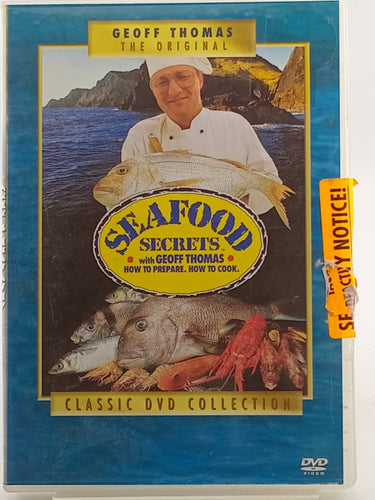 GEOFF THOMAS
THE ORIGINAL
SEAFOOD
SECRETS
with GEOFF THOMAS
HOW TO PREPARE. HOW TO COOK.
NOTICE!
CLASSIC DVD COLLECTION
DVD
VIDEO